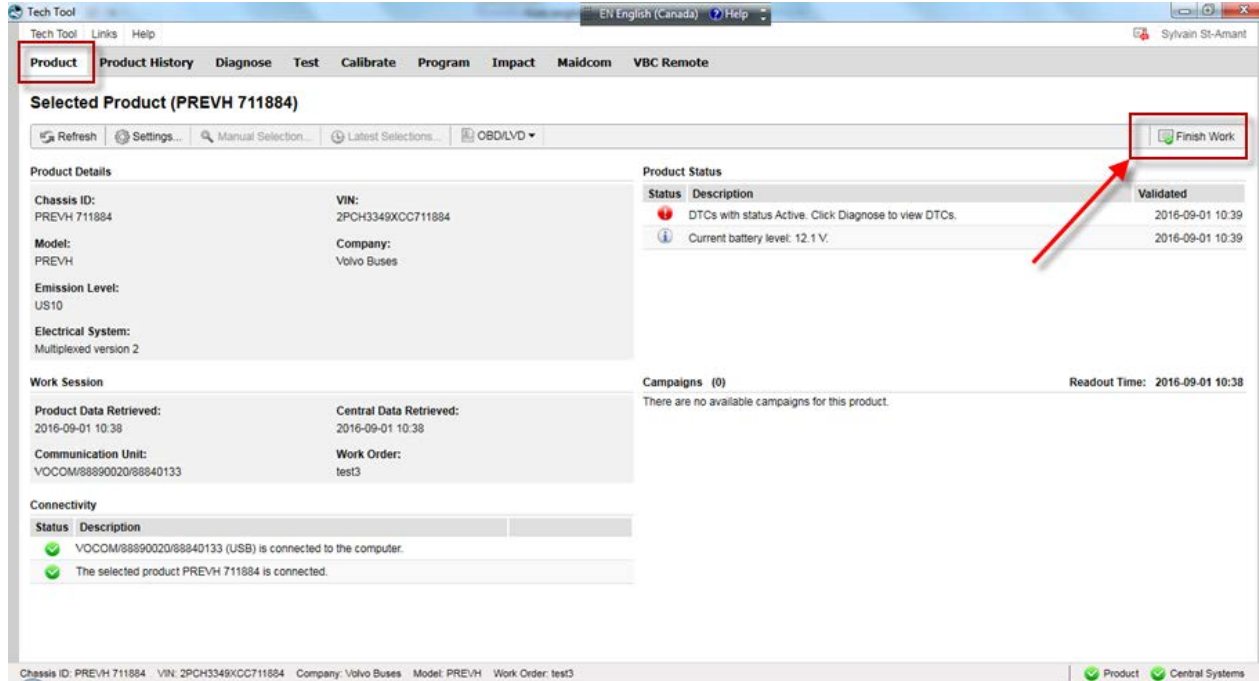 Tech Tool
EN English (Canada) Help
Tech Tool Links Help Sylvain St-Amant
Product Product History Diagnose Test Calibrate Program Impact Maidcom VBC Remote
Selected Product (PREVH 711884)
Refresh Settings... Manual Selection... Latest Selections... OBD/LVD Finish Work
Product Details
Chassis ID: VIN:
PREVH 711884 2PCH3349XCC711884
Model: Company:
PREVH Volvo Buses
Emission Level:
US10
Electrical System:
Multiplexed version 2
Product Status
Status Description Validated
DTCs with status Active. Click Diagnose to view DTCs. 2016-09-01 10:39
Current battery level: 12.1 V. 2016-09-01 10:39
Work Session
Product Data Retrieved: Central Data Retrieved:
2016-09-01 10:38 2016-09-01 10:38
Communication Unit: Work Order:
VOCOM/88890020/88840133 test3
Campaigns (0) Readout Time: 2016-09-01 10:38
There are no available campaigns for this product.
Connectivity
Status Description
VOCOM/88890020/88840133 (USB) is connected to the computer.
The selected product PREVH 711884 is connected.
Chassis ID: PREVH 711884 VIN: 2PCH3349XCC711884 Company: Volvo Buses Model: PREVH Work Order: test3 Product Central Systems